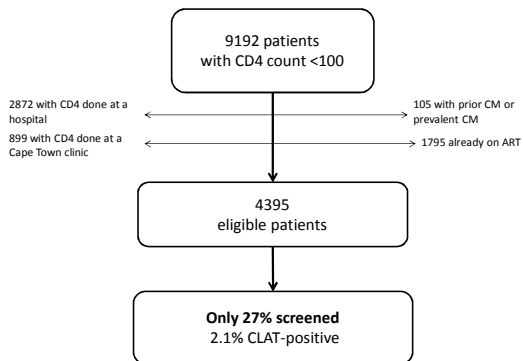 9192 patients
with CD4 count <100
2872 with CD4 done at a
hospital
105 with prior CM or
prevalent CM
899 with CD4 done at a
Cape Town clinic
1795 already on ART
4395
eligible patients
Only 27% screened
2.1% CLAT-positive